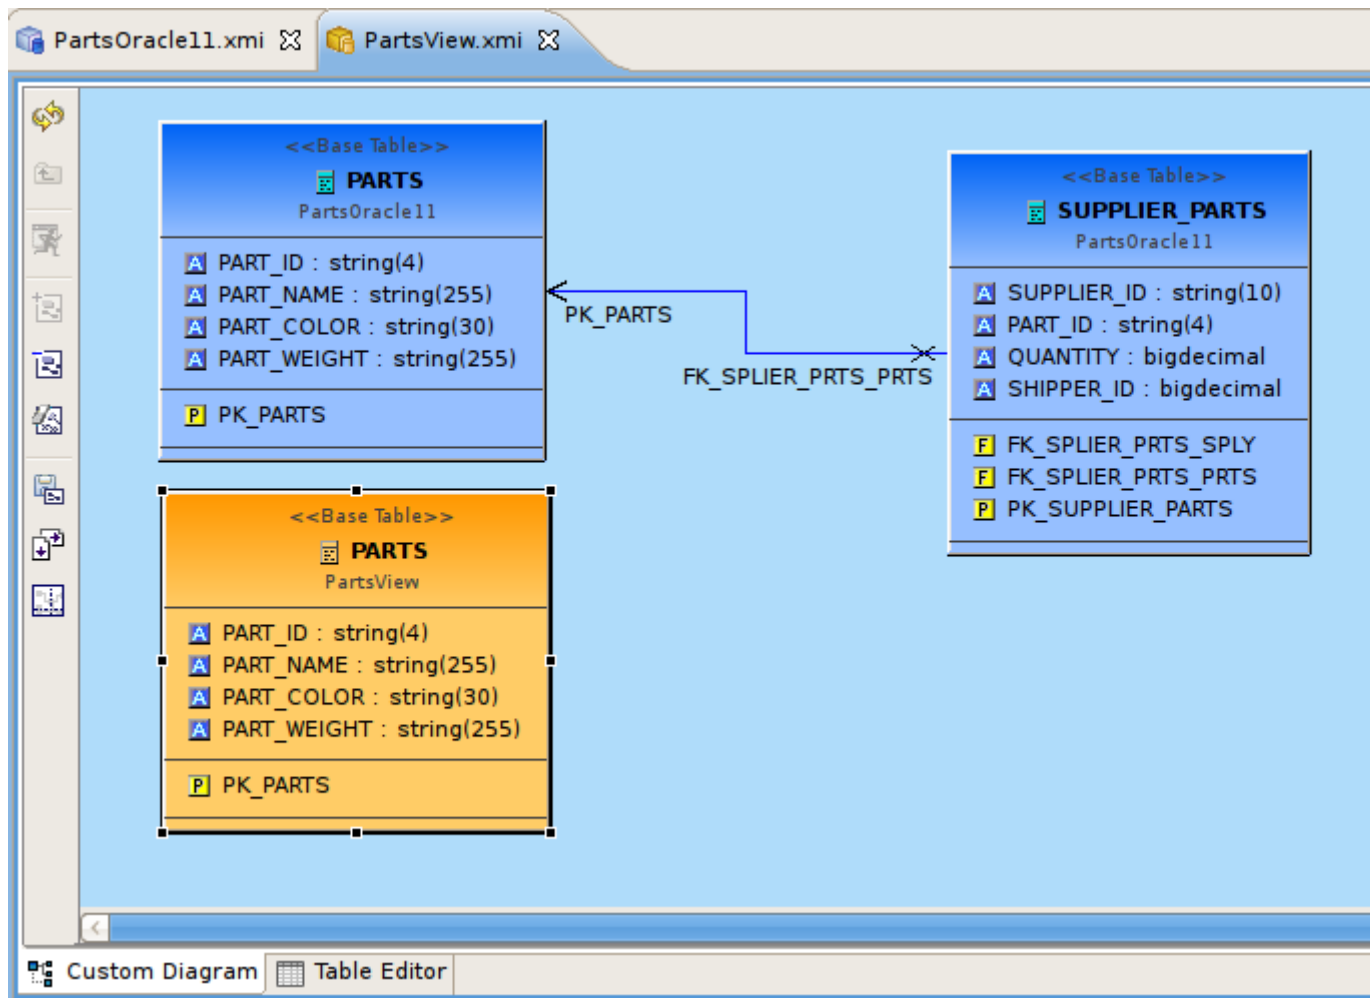 PartsOracle11.xmi
PartsView.xmi
<<Base Table>>
PARTS
PartsOracle11
A PART_ID : string(4)
A PART_NAME : string(255)
A PART_COLOR : string(30)
A PART_WEIGHT : string(255)
P PK_PARTS
PK_PARTS
FK_SPLIER_PRTS_PRTS
<<Base Table>>
SUPPLIER_PARTS
PartsOracle11
A SUPPLIER_ID : string(10)
A PART_ID : string(4)
A QUANTITY : bigdecimal
A SHIPPER_ID : bigdecimal
F FK_SPLIER_PRTS_SPLY
F FK_SPLIER_PRTS_PRTS
P PK_SUPPLIER_PARTS
<<Base Table>>
PARTS
PartsView
A PART_ID : string(4)
A PART_NAME : string(255)
A PART_COLOR : string(30)
A PART_WEIGHT : string(255)
P PK_PARTS
Custom Diagram
Table Editor